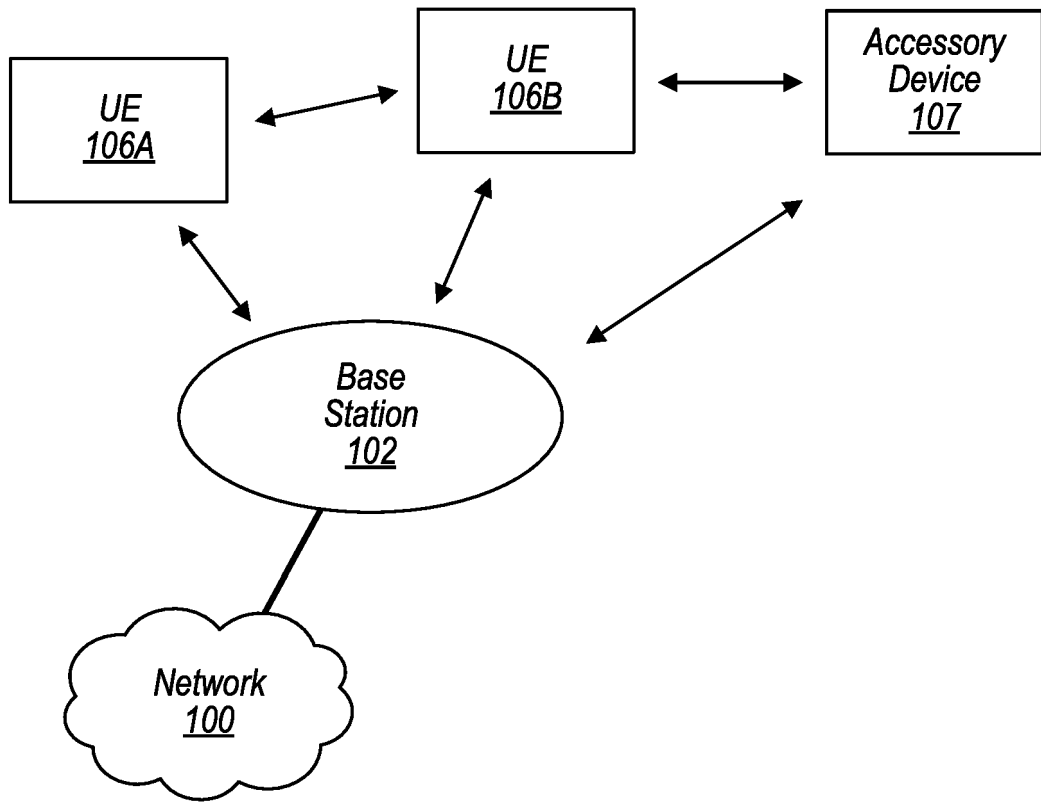 UE
106A
UE
106B
Accessory
Device
107
Base
Station
102
Network
100